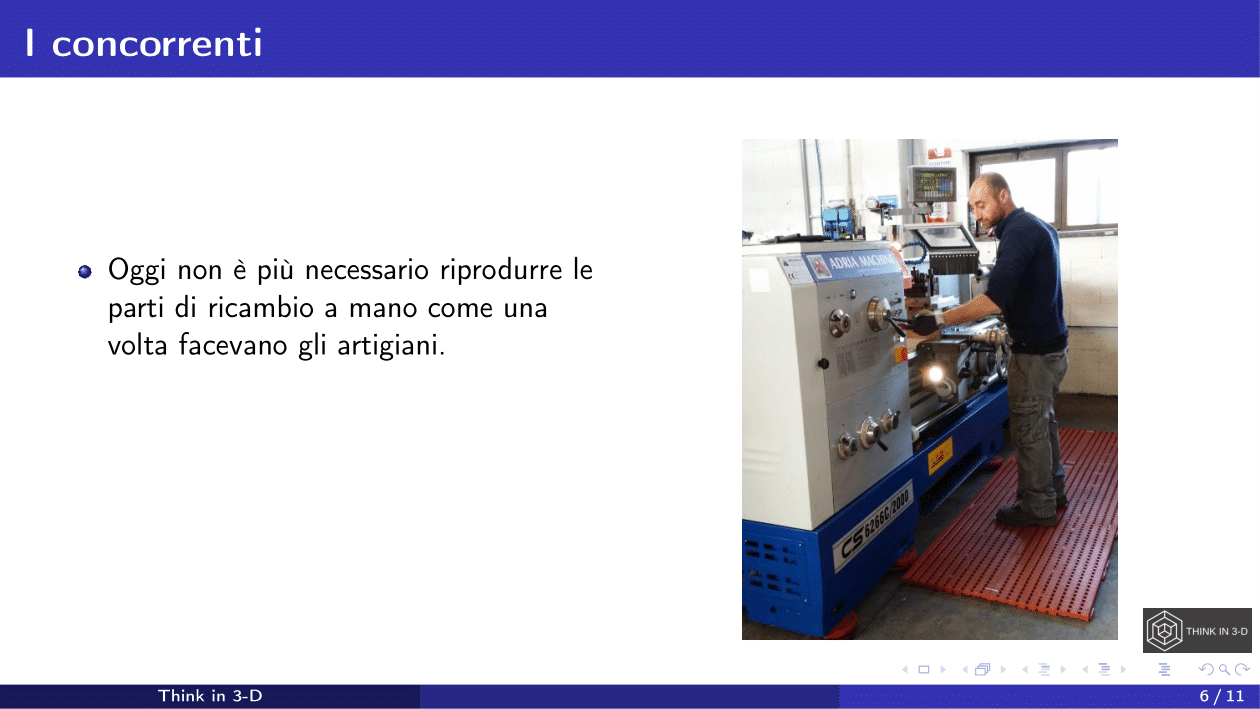 I concorrenti
Oggi non è più necessario riprodurre le
parti di ricambio a mano come una
volta facevano gli artigiani.
ADRIA MACHINE
CS 6266C/2000
THINK IN 3-D
Think in 3-D
6 / 11